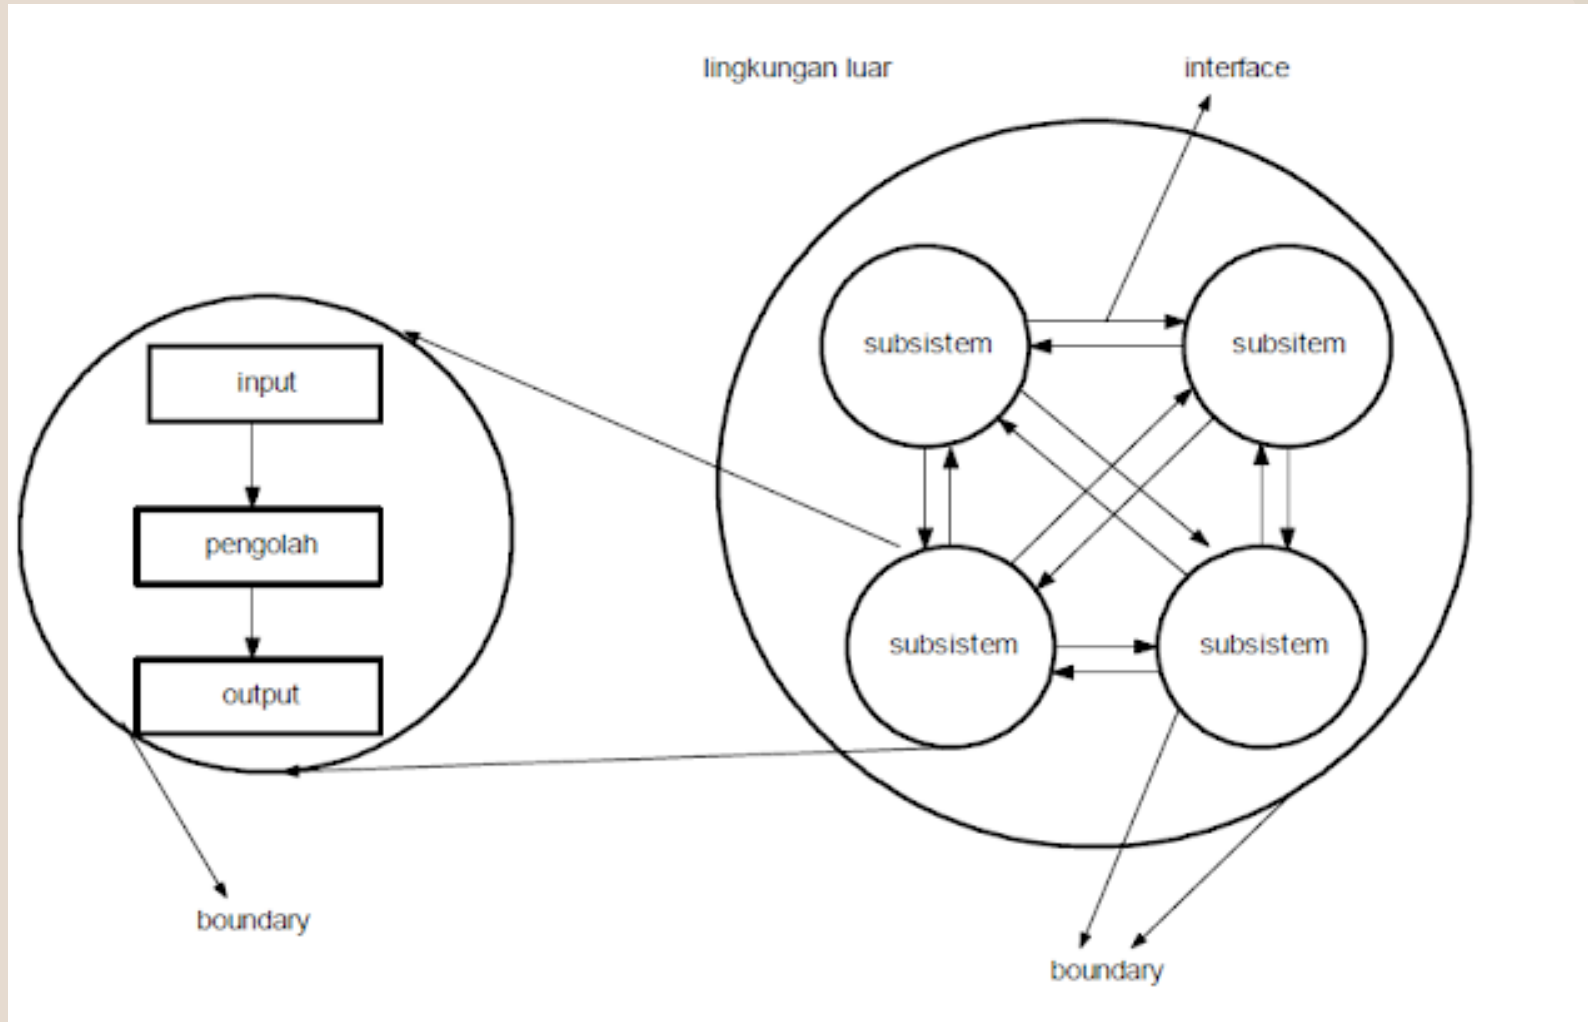 lingkungan luar
interface
subsistem
subsitem
input
pengolah
subsistem
subsistem
output
boundary
boundary